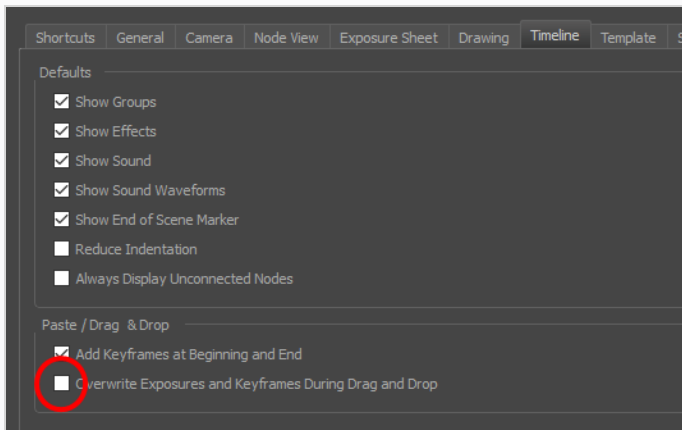 Shortcuts General Camera Node View Exposure Sheet Drawing Timeline Template
Defaults
Show Groups
Show Effects
Show Sound
Show Sound Waveforms
Show End of Scene Marker
Reduce Indentation
Always Display Unconnected Nodes
Paste / Drag & Drop
Add Keyframes at Beginning and End
Overwrite Exposures and Keyframes During Drag and Drop